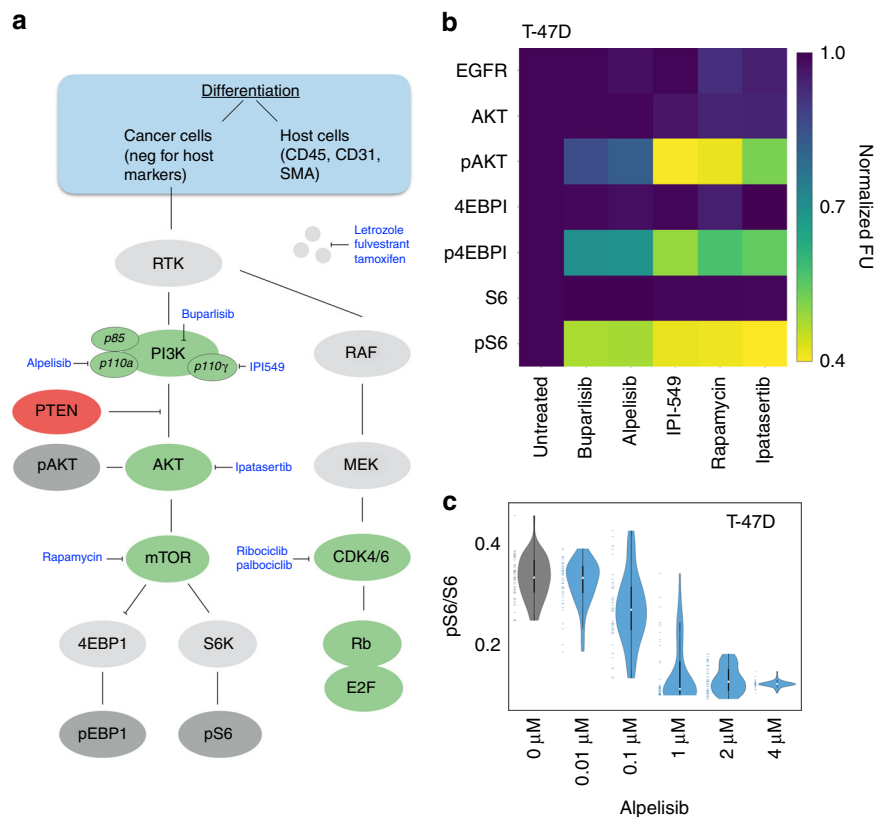 a
Differentiation
Cancer cells
(neg for host
markers)
Host cells
(CD45, CD31,
SMA)
Letrozole
fulvestrant
tamoxifen
RTK
Buparlisib
p85
PI3K
RAF
Alpelisib
p110a
p110γ
IPI549
PTEN
pAKT
AKT
Ipatasertib
MEK
Rapamycin
mTOR
Ribociclib
palbociclib
CDK4/6
4EBP1
S6K
Rb
E2F
pEBP1
pS6
b
T-47D
EGFR
AKT
pAKT
4EBPI
p4EBPI
S6
pS6
Untreated
Buparlisib
Alpelisib
IPI-549
Rapamycin
Ipatasertib
1.0
0.7
0.4
Normalized FU
c
T-47D
pS6/S6
0.4
0.2
0 μM
0.01 μM
0.1 μM
1 μM
2 μM
4 μM
Alpelisib